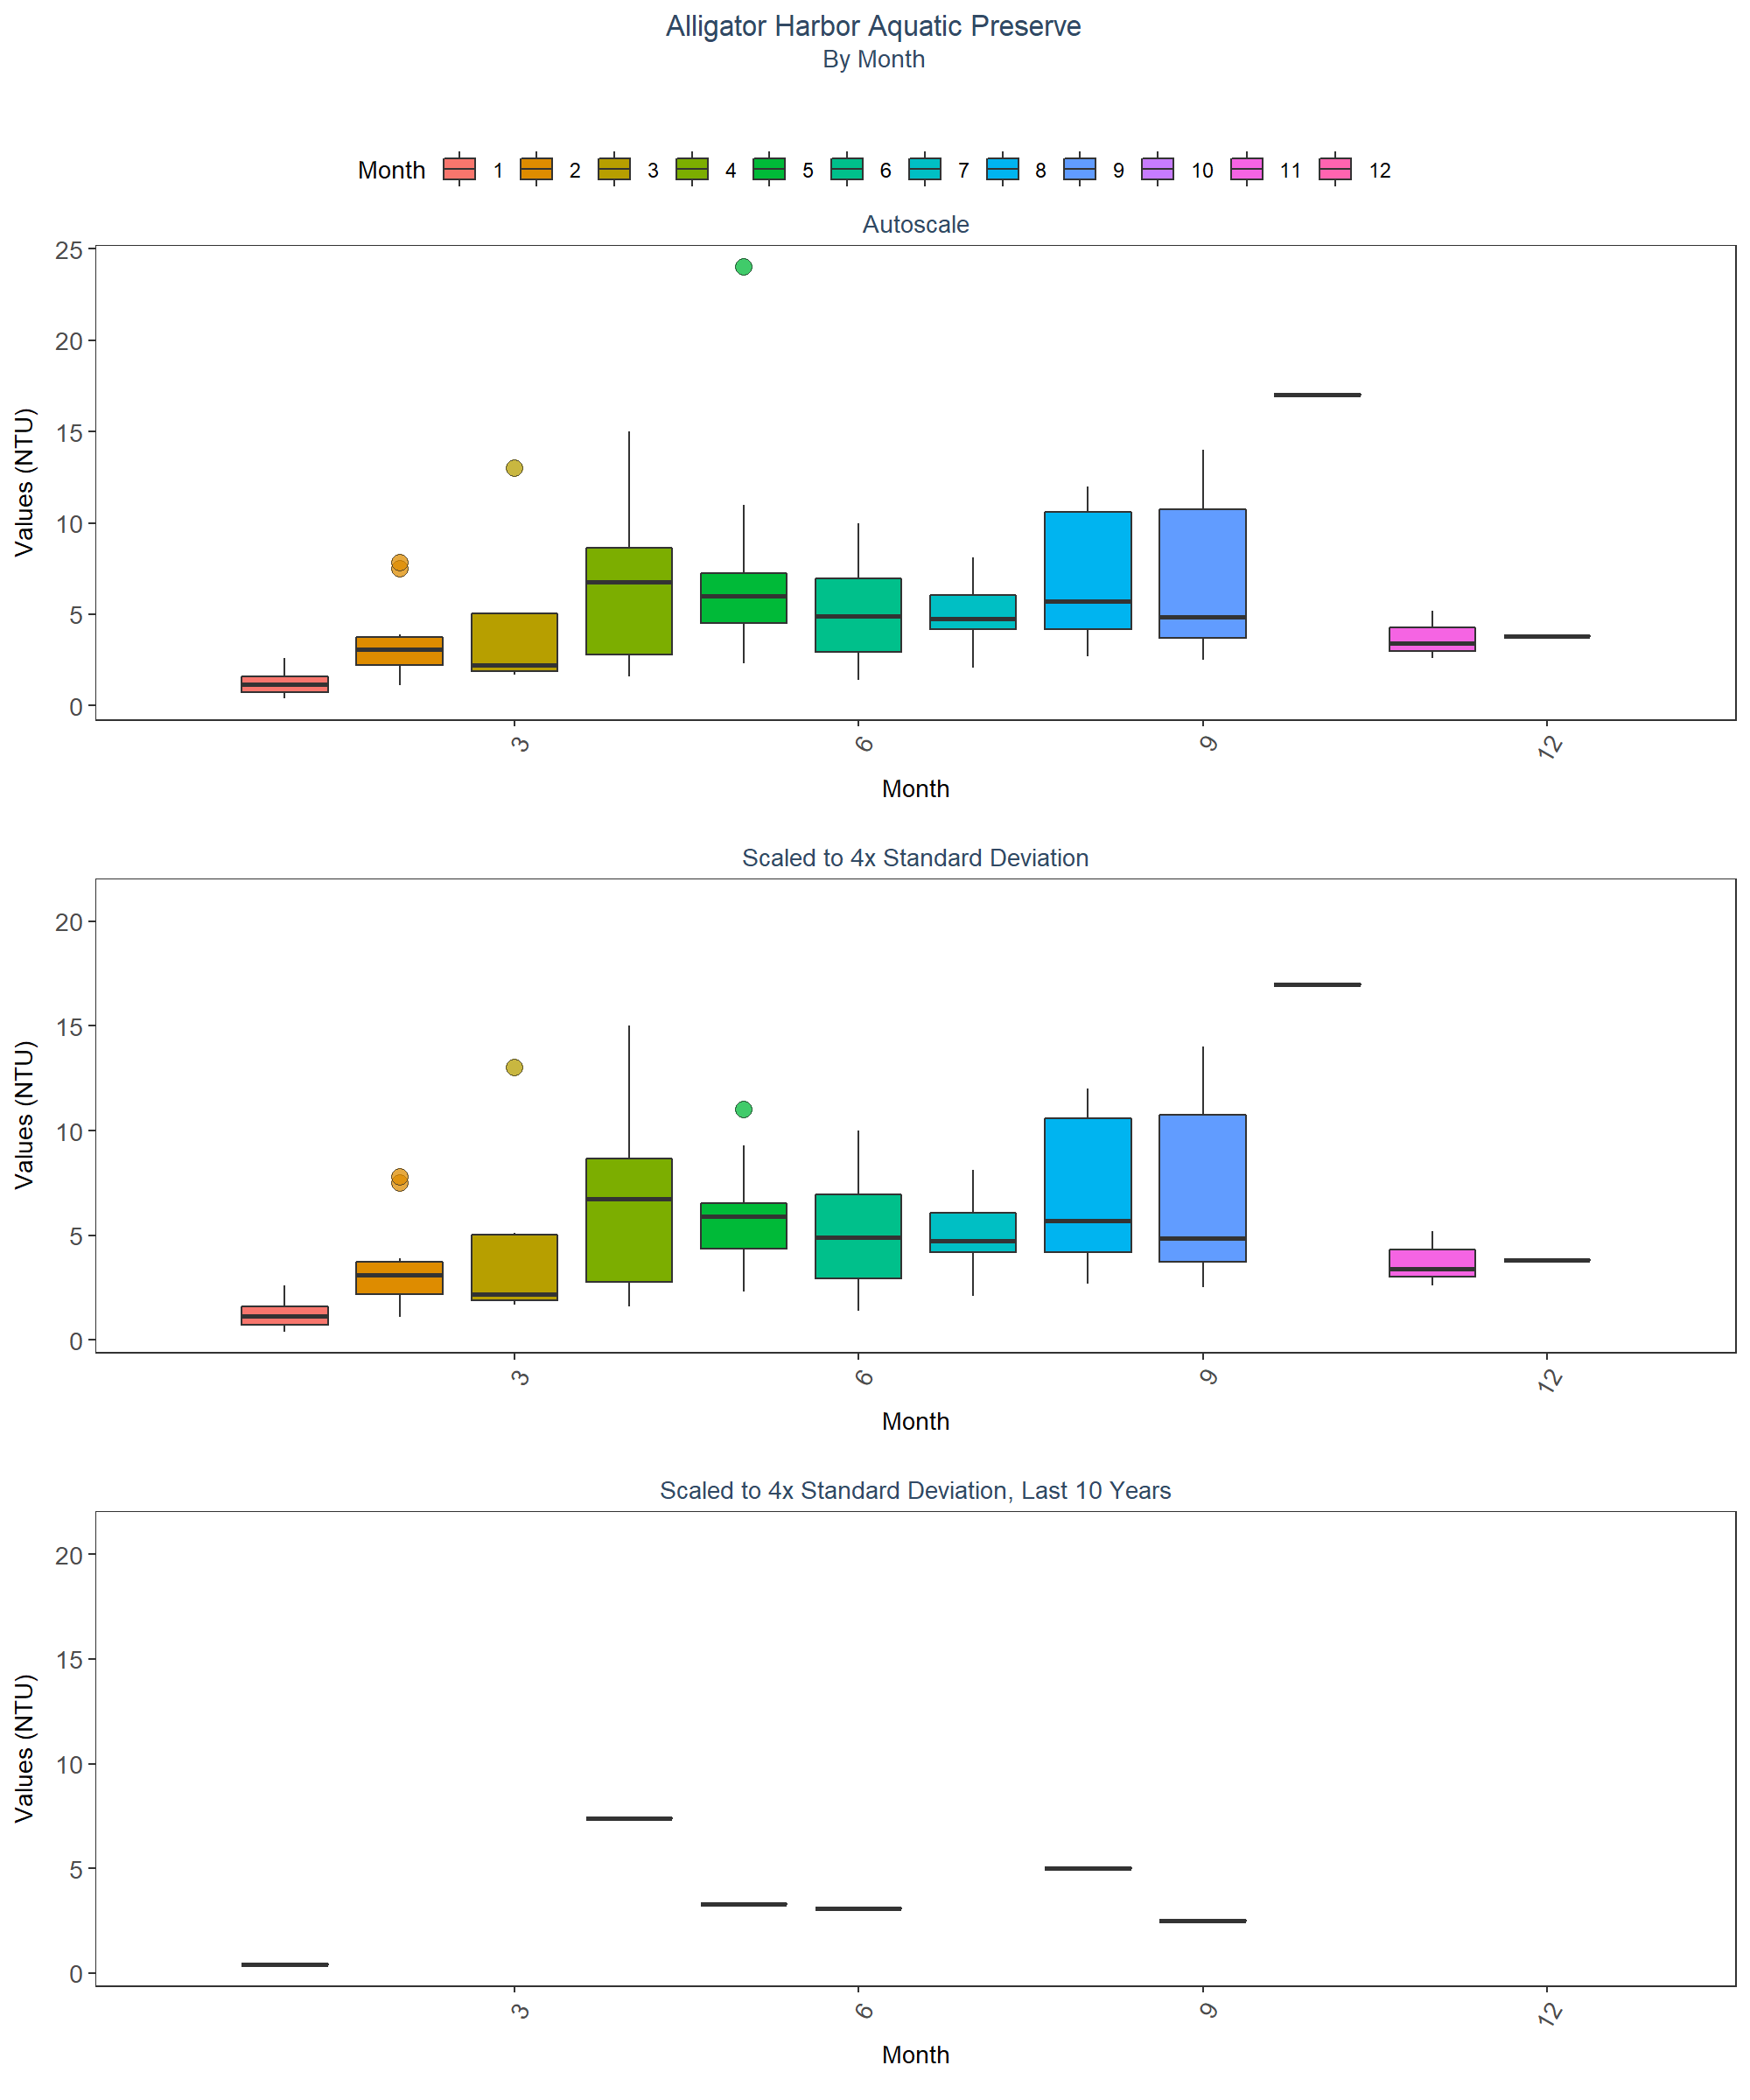 Alligator Harbor Aquatic Preserve
By Month
Month 1 2 3 4 5 6 7 8 9 10 11 12
Autoscale
Values (NTU)
25
20
15
10
5
0
3 6 9 12
Month
Scaled to 4x Standard Deviation
Values (NTU)
20
15
10
5
0
3 6 9 12
Month
Scaled to 4x Standard Deviation, Last 10 Years
Values (NTU)
20
15
10
5
0
3 6 9 12
Month